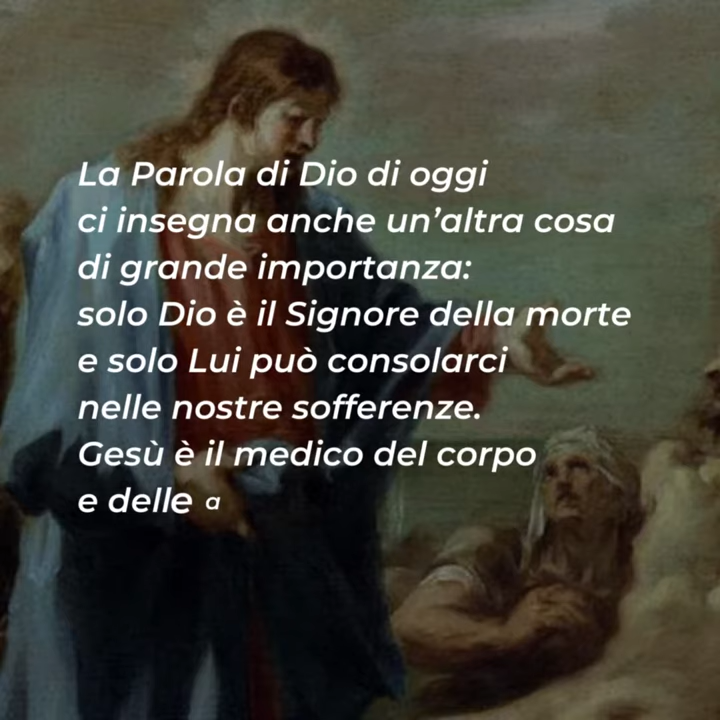 La Parola di Dio di oggi
ci insegna anche un’altra cosa
di grande importanza:
solo Dio è il Signore della morte
e solo Lui può consolarci
nelle nostre sofferenze.
Gesù è il medico del corpo
e delle a